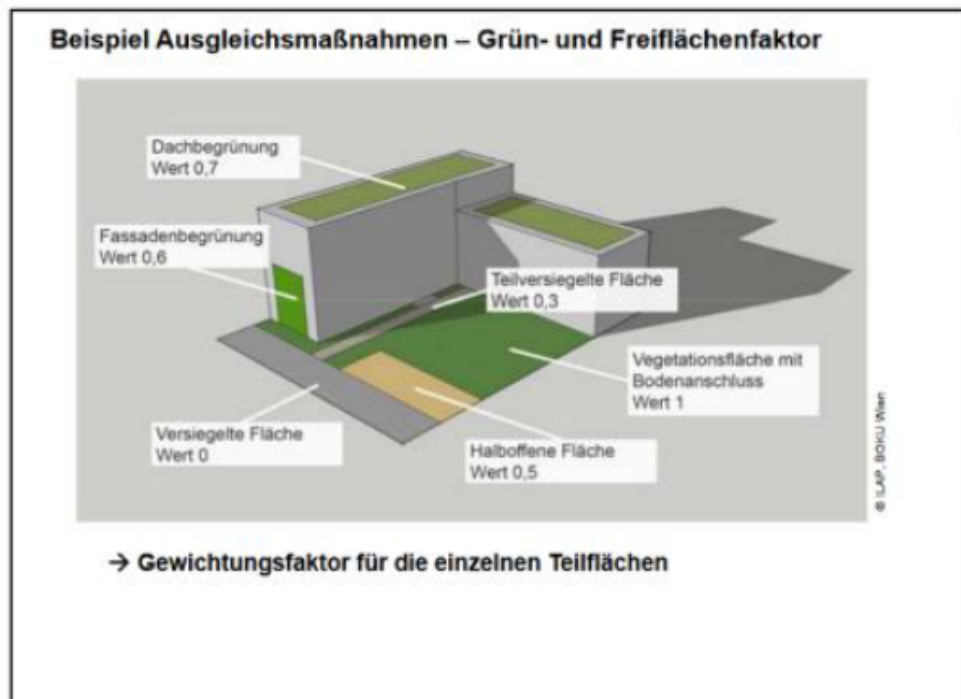 Beispiel Ausgleichsmaßnahmen – Grün- und Freiflächenfaktor
Dachbegrünung
Wert 0,7
Fassadenbegrünung
Wert 0,6
Teilversiegelte Fläche
Wert 0,3
Vegetationsfläche mit
Bodenanschluss
Wert 1
Versiegelte Fläche
Wert 0
Halboffene Fläche
Wert 0,5
© ILAP, BOKU Wien
→ Gewichtungsfaktor für die einzelnen Teilflächen